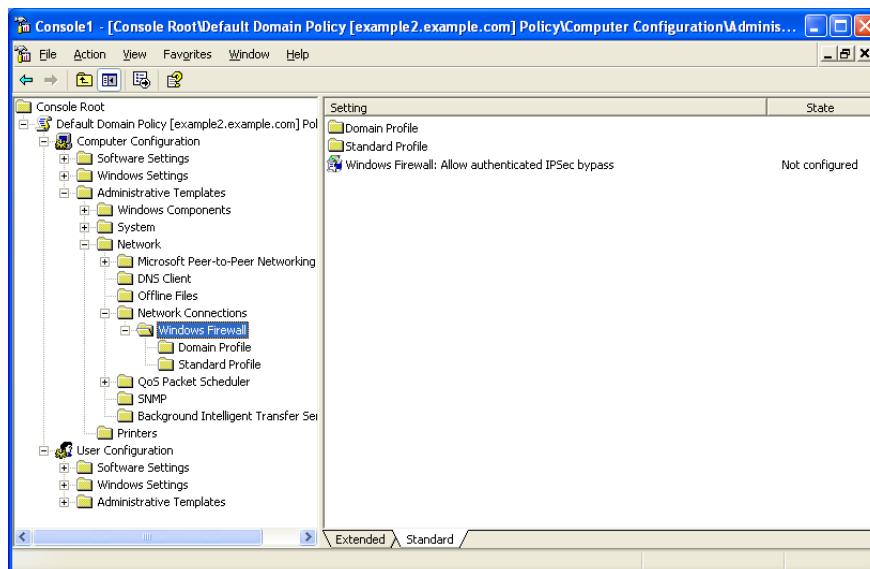 Console1 - [Console Root\Default Domain Policy [example2.example.com] Policy\Computer Configuration\Adminis...
File Action View Favorites Window Help
Console Root
Default Domain Policy [example2.example.com] Pol
Computer Configuration
Software Settings
Windows Settings
Administrative Templates
Windows Components
System
Network
Microsoft Peer-to-Peer Networking
DNS Client
Offline Files
Network Connections
Windows Firewall
Domain Profile
Standard Profile
QoS Packet Scheduler
SNMP
Background Intelligent Transfer Ser
Printers
User Configuration
Software Settings
Windows Settings
Administrative Templates
Setting State
Domain Profile
Standard Profile
Windows Firewall: Allow authenticated IPSec bypass Not configured
Extended Standard